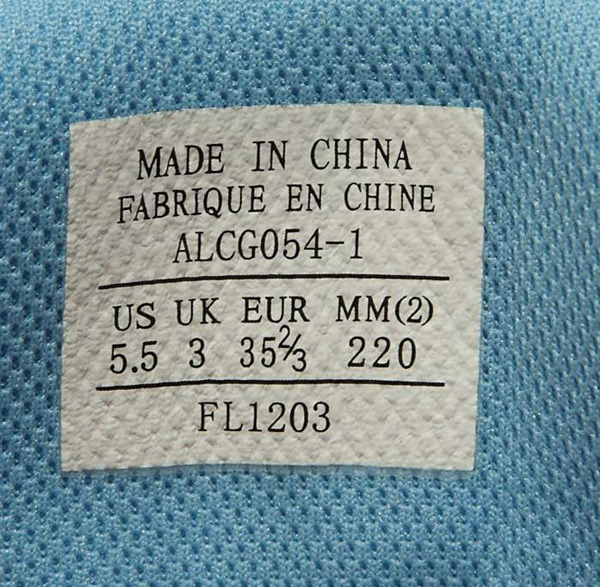 MADE IN CHINA
FABRIQUE EN CHINE
ALCG054-1
US UK EUR MM(2)
5.5 3 35⅔ 220
FL1203